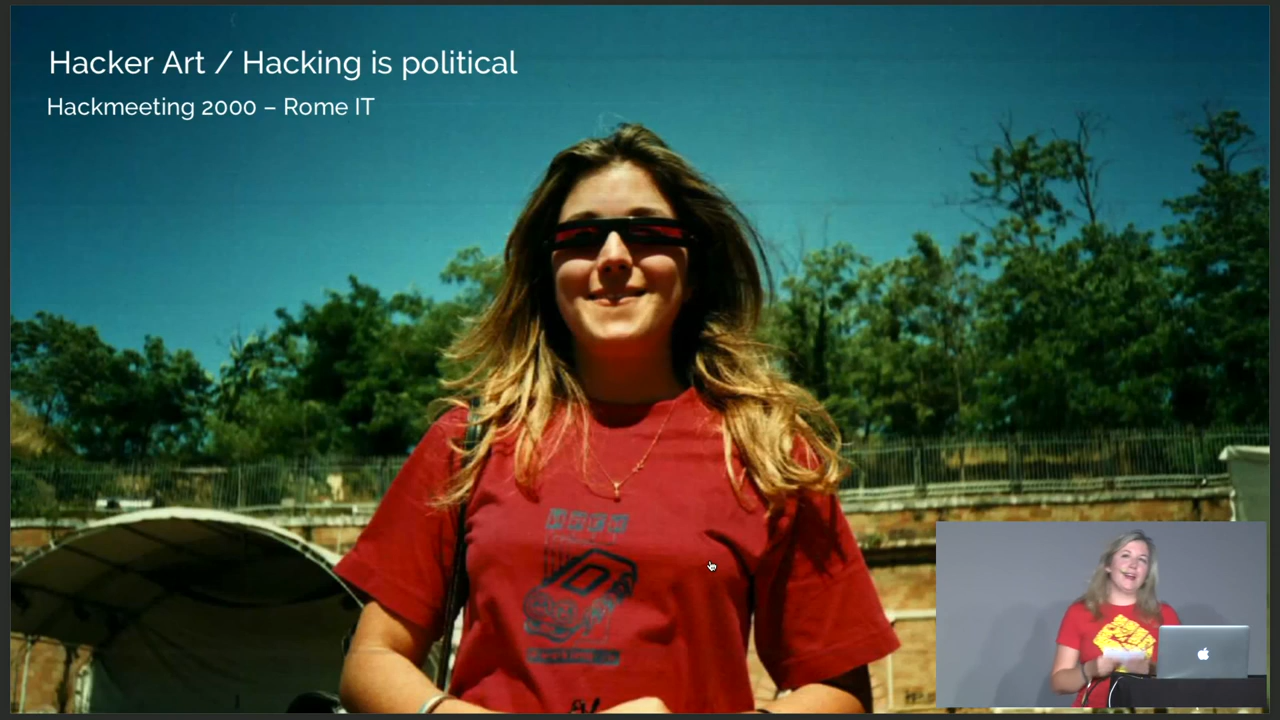 Hacker Art / Hacking is political
Hackmeeting 2000 – Rome IT